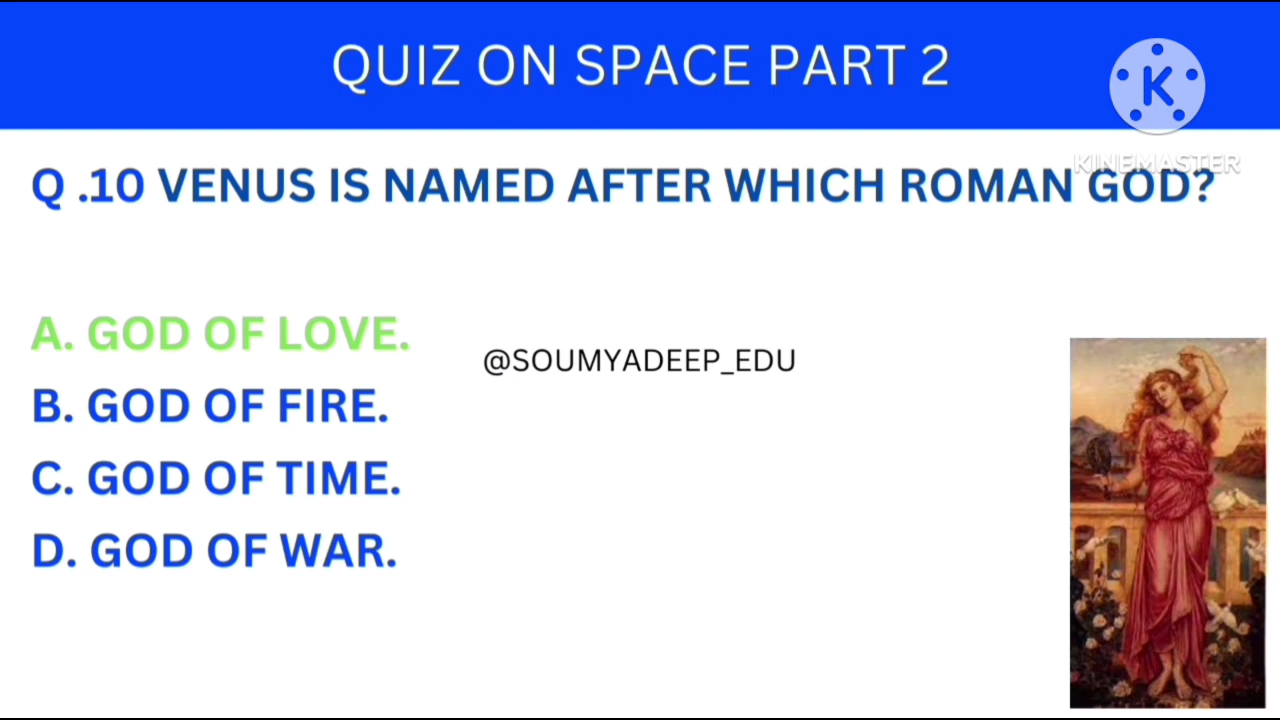 QUIZ ON SPACE PART 2
K
KINEMASTER
Q .10 VENUS IS NAMED AFTER WHICH ROMAN GOD?
A. GOD OF LOVE.
@SOUMYADEEP_EDU
B. GOD OF FIRE.
C. GOD OF TIME.
D. GOD OF WAR.